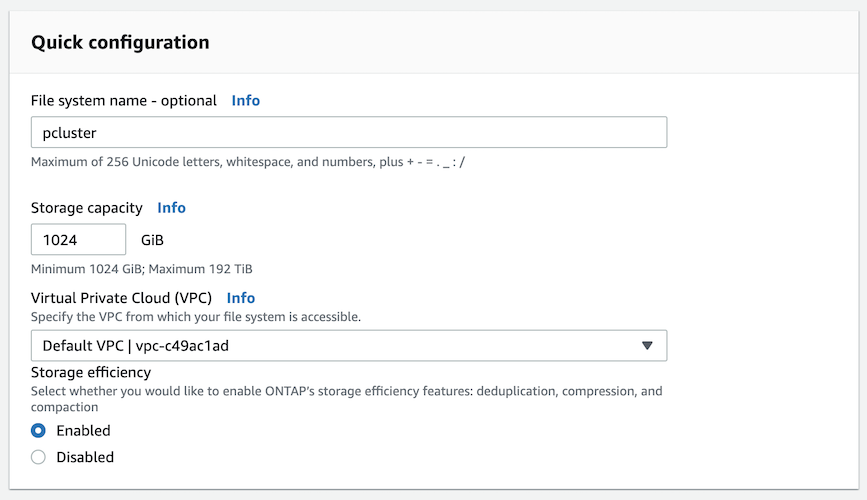 Quick configuration
File system name - optional Info
pcluster
Maximum of 256 Unicode letters, whitespace, and numbers, plus + - = . _ : /
Storage capacity Info
1024 GiB
Minimum 1024 GiB; Maximum 192 TiB
Virtual Private Cloud (VPC) Info
Specify the VPC from which your file system is accessible.
Default VPC | vpc-c49ac1ad
Storage efficiency
Select whether you would like to enable ONTAP's storage efficiency features: deduplication, compression, and
compaction
Enabled
Disabled